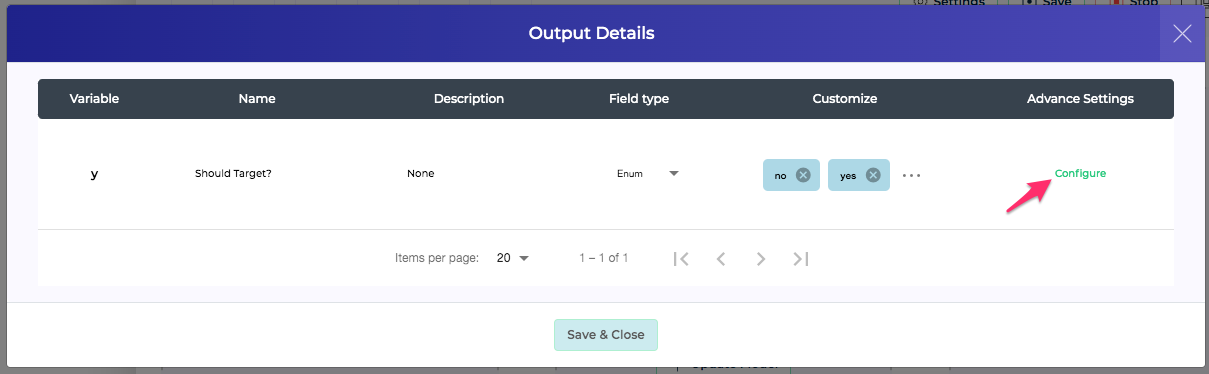 Settings Save Stop
Output Details
Variable Name Description Field type Customize Advance Settings
y Should Target? None Enum no yes Configure
Items per page: 20 1 – 1 of 1
Save & Close
Update Model